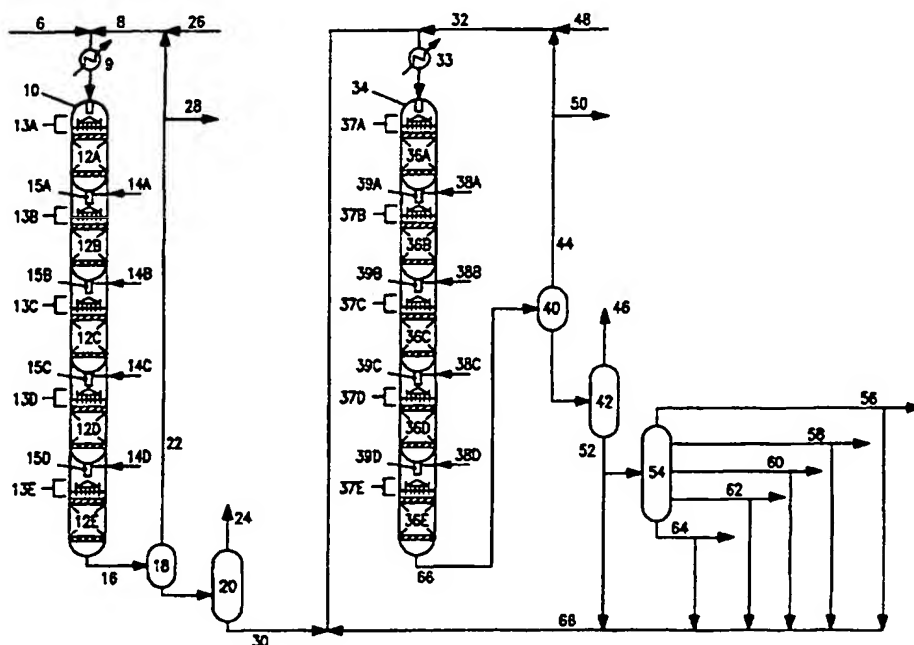 6 8 26 32 48
9 33
10 34
28 50
13A 37A
12A 36A
15A 14A 39A 38A
13B 37B
12B 36B 44
15B 14B 39B 38B
13C 37C 40 46
12C 36C
15C 14C 39C 38C
13D 37D 42 56
12D 22 36D 52 58
15D 14D 39D 38D 54 60
13E 37E 62
12E 24 64
16 18 66
20
30 68